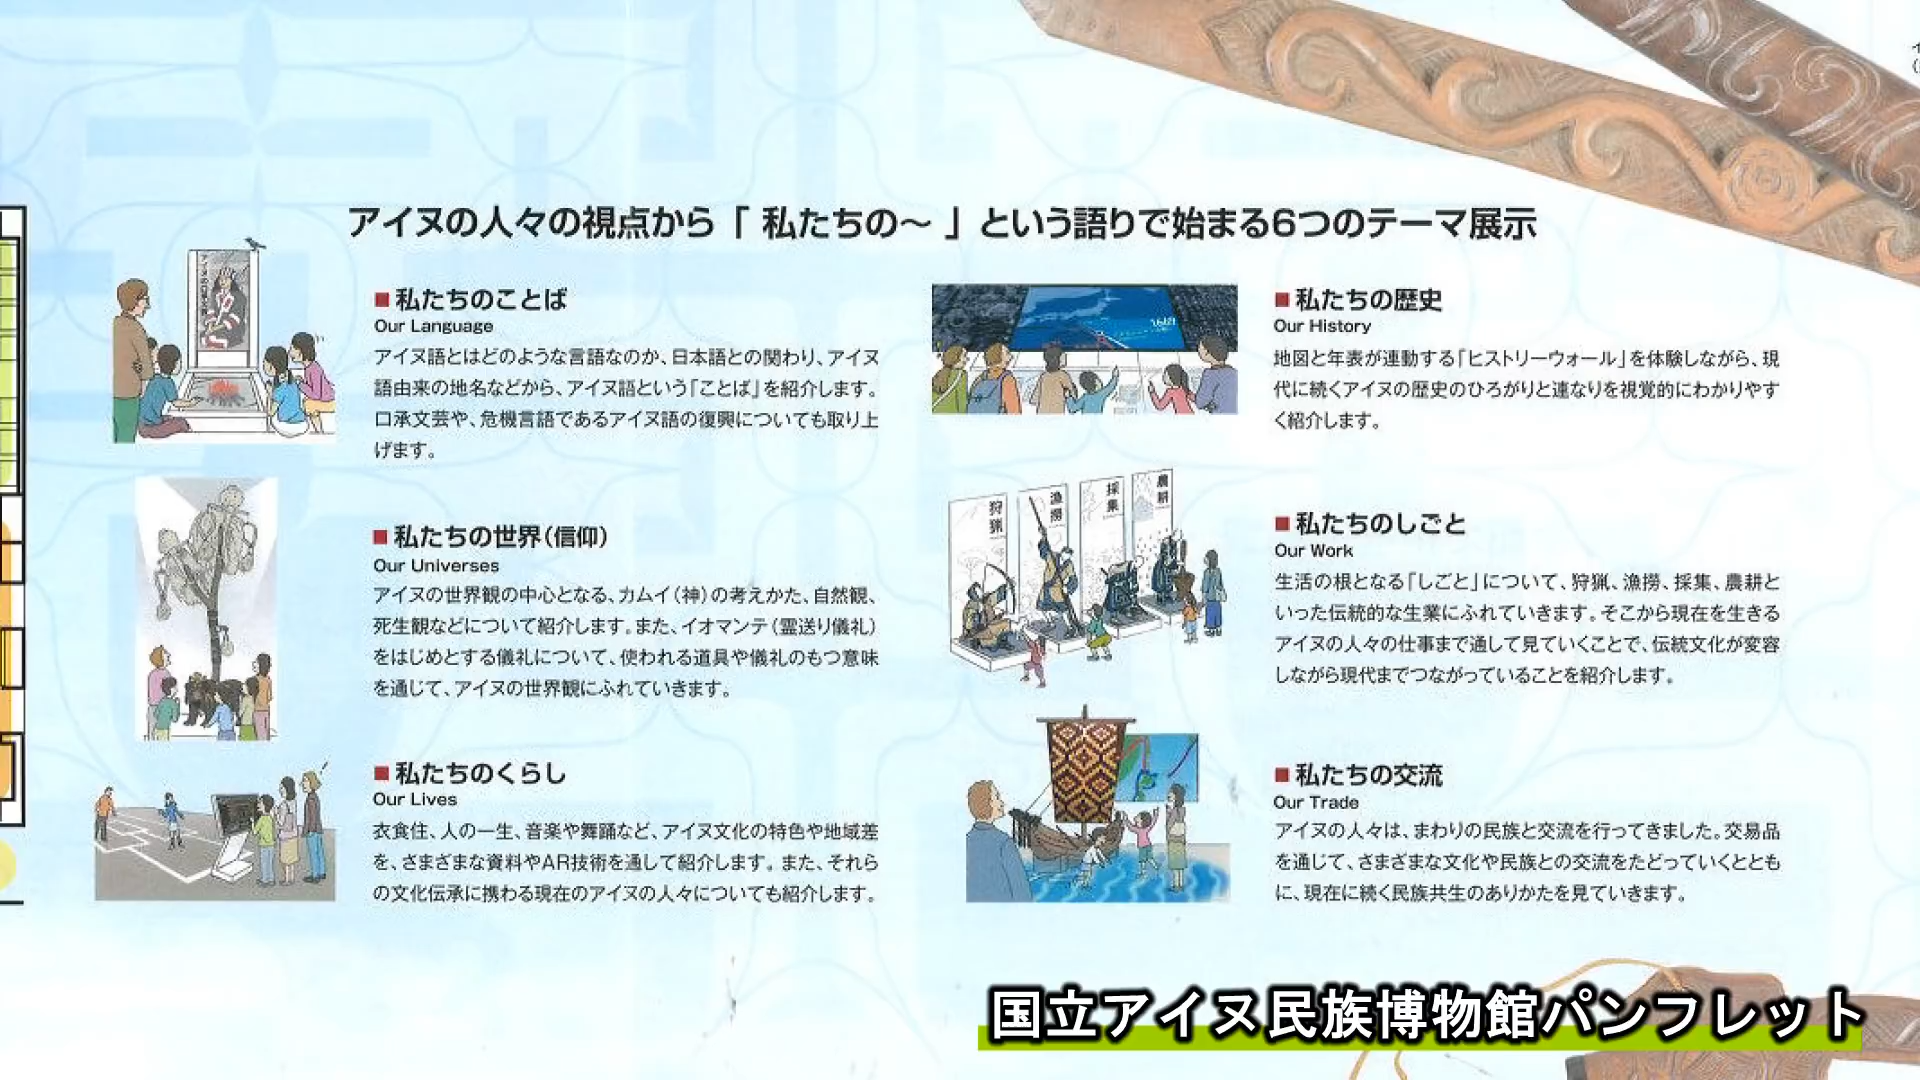 アイヌの人々の視点から「 私たちの～ 」という語りで始まる6つのテーマ展示
■私たちのことば
Our Language
アイヌ語とはどのような言語なのか、日本語との関わり、アイヌ
語由来の地名などから、アイヌ語という「ことば」を紹介します。
口承文芸や、危機言語であるアイヌ語の復興についても取り上
げます。
■私たちの世界(信仰)
Our Universes
アイヌの世界観の中心となる、カムイ(神)の考えかた、自然観、
死生観などについて紹介します。また、イオマンテ(霊送り儀礼)
をはじめとする儀礼について、使われる道具や儀礼のもつ意味
を通じて、アイヌの世界観にふれていきます。
■私たちのくらし
Our Lives
衣食住、人の一生、音楽や舞踊など、アイヌ文化の特色や地域差
を、さまざまな資料やAR技術を通して紹介します。また、それら
の文化伝承に携わる現在のアイヌの人々についても紹介します。
■私たちの歴史
Our History
地図と年表が連動する「ヒストリーウォール」を体験しながら、現
代に続くアイヌの歴史のひろがりと連なりを視覚的にわかりやす
く紹介します。
狩猟
漁撈
採集
農耕
■私たちのしごと
Our Work
生活の根となる「しごと」について、狩猟、漁撈、採集、農耕と
いった伝統的な生業にふれていきます。そこから現在を生きる
アイヌの人々の仕事まで通して見ていくことで、伝統文化が変容
しながら現代までつながっていることを紹介します。
■私たちの交流
Our Trade
アイヌの人々は、まわりの民族と交流を行ってきました。交易品
を通じて、さまざまな文化や民族との交流をたどっていくととも
に、現在に続く民族共生のありかたを見ていきます。
国立アイヌ民族博物館パンフレット